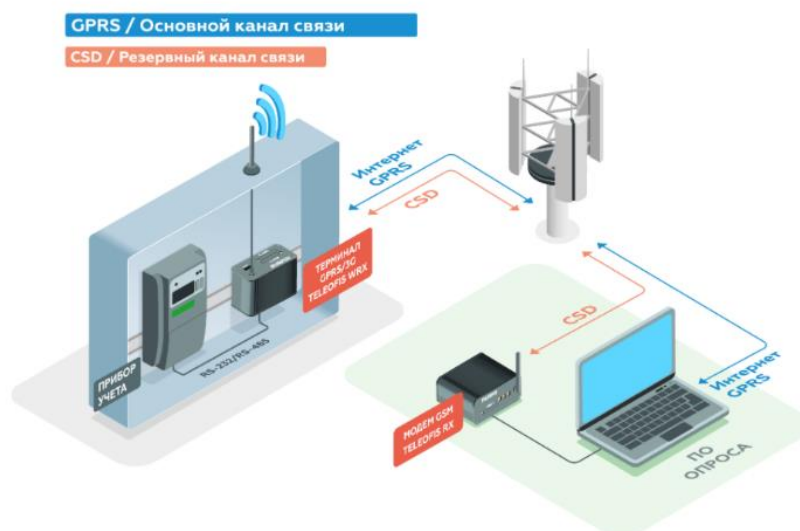 GPRS / Основной канал связи
CSD / Резервный канал связи
Интернет
GPRS
CSD
ТЕРМИНАЛ
GPRS/3G
TELEOFIS WRX
RS-232/RS-485
ПРИБОР
УЧЕТА
CSD
Интернет
GPRS
МОДЕМ GSM
TELEOFIS RX
ПО
ОПРОСА